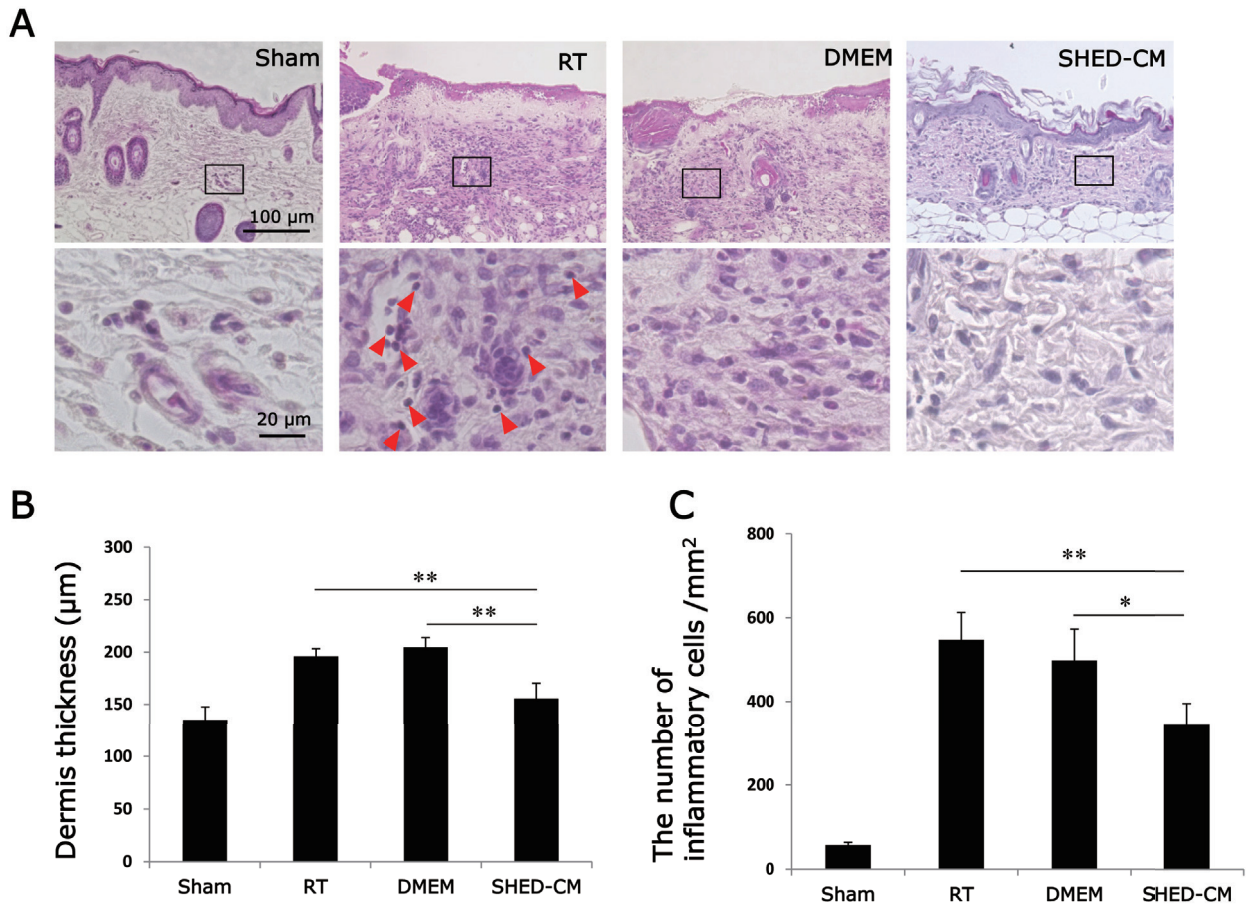 A
Sham
RT
DMEM
SHED-CM
100 µm
20 µm
B
Dermis thickness (µm)
300
250
200
150
100
50
0
**
**
Sham
RT
DMEM
SHED-CM
C
The number of
inflammatory cells /mm²
800
600
400
200
0
**
*
Sham
RT
DMEM
SHED-CM